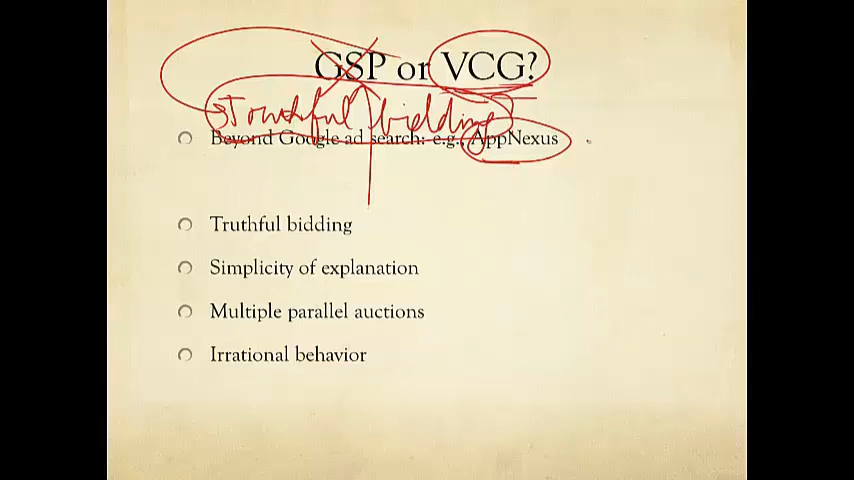 GSP or VCG?
Truthful bidding
Beyond Google ad search: e.g., AppNexus
Truthful bidding
Simplicity of explanation
Multiple parallel auctions
Irrational behavior